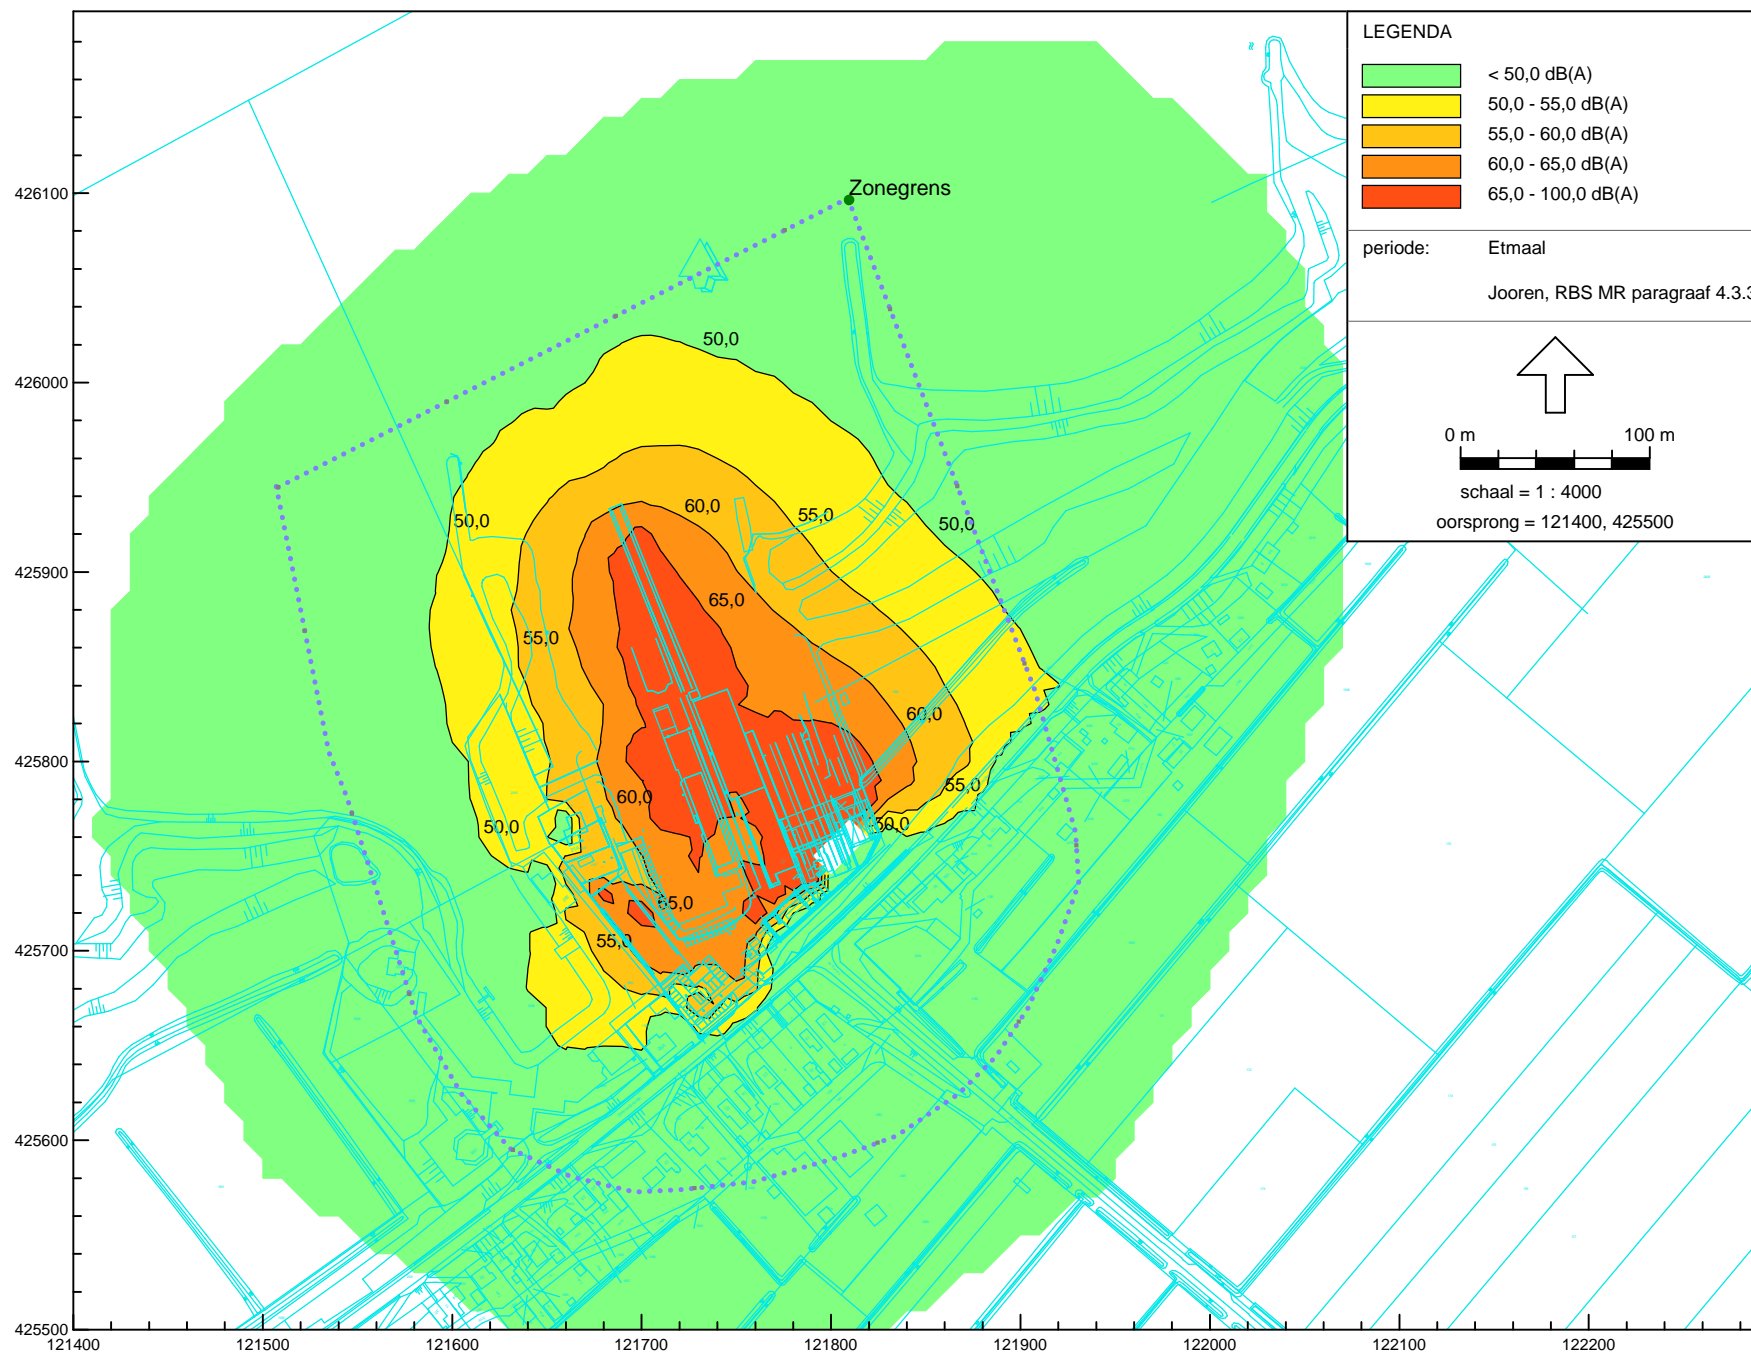 LEGENDA
< 50,0 dB(A)
50,0 - 55,0 dB(A)
55,0 - 60,0 dB(A)
60,0 - 65,0 dB(A)
65,0 - 100,0 dB(A)
periode: Etmaal
Jooren, RBS MR paragraaf 4.3.3
0 m 100 m
schaal = 1 : 4000
oorsprong = 121400, 425500
Zonegrens
426100
426000
425900
425800
425700
425600
425500
50,0
60,0
55,0
50,0
50,0
65,0
55,0
60,0
60,0
55,0
50,0
50,0
65,0
55,0
121400 121500 121600 121700 121800 121900 122000 122100 122200